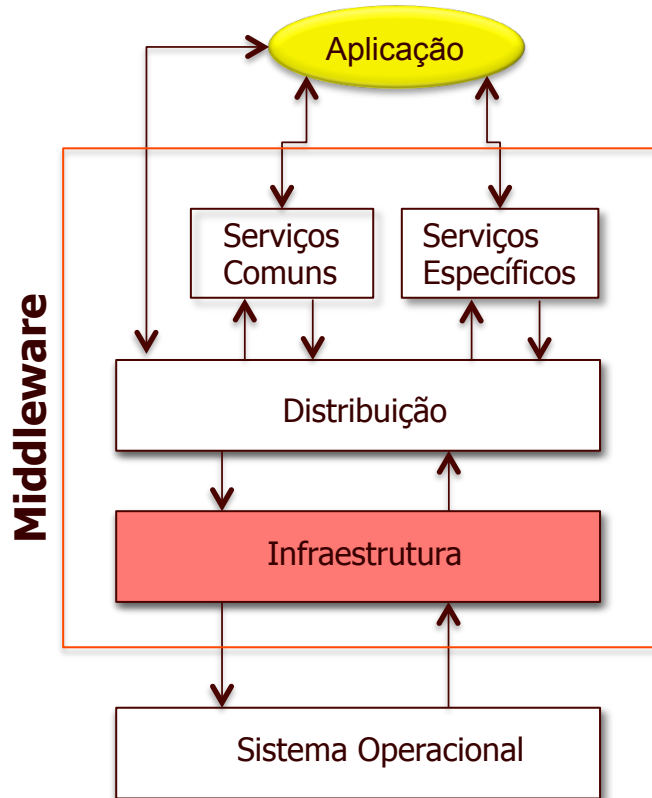 Aplicação
Serviços
Comuns
Serviços
Específicos
Middleware
Distribuição
Infraestrutura
Sistema Operacional